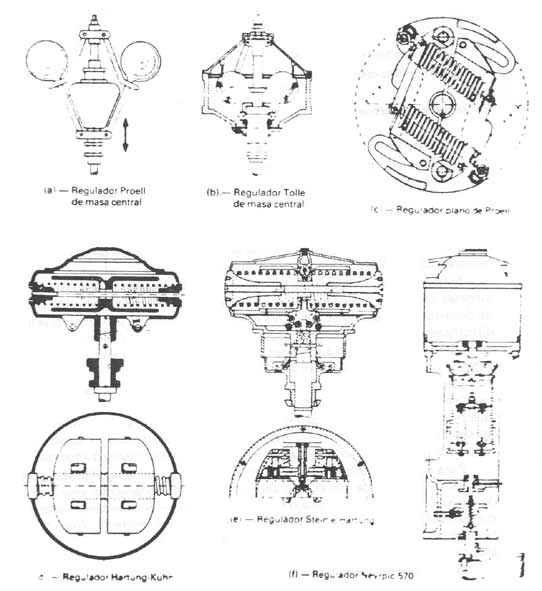 (a) — Regulador Proell
de masa central
(b).— Regulador Tolle
de masa central
(c) — Regulador plano de Proell
(e) — Regulador Stein e Hartung
d — Regulador Hartung-Kuhn
(f) — Regulador Neyrpic 570